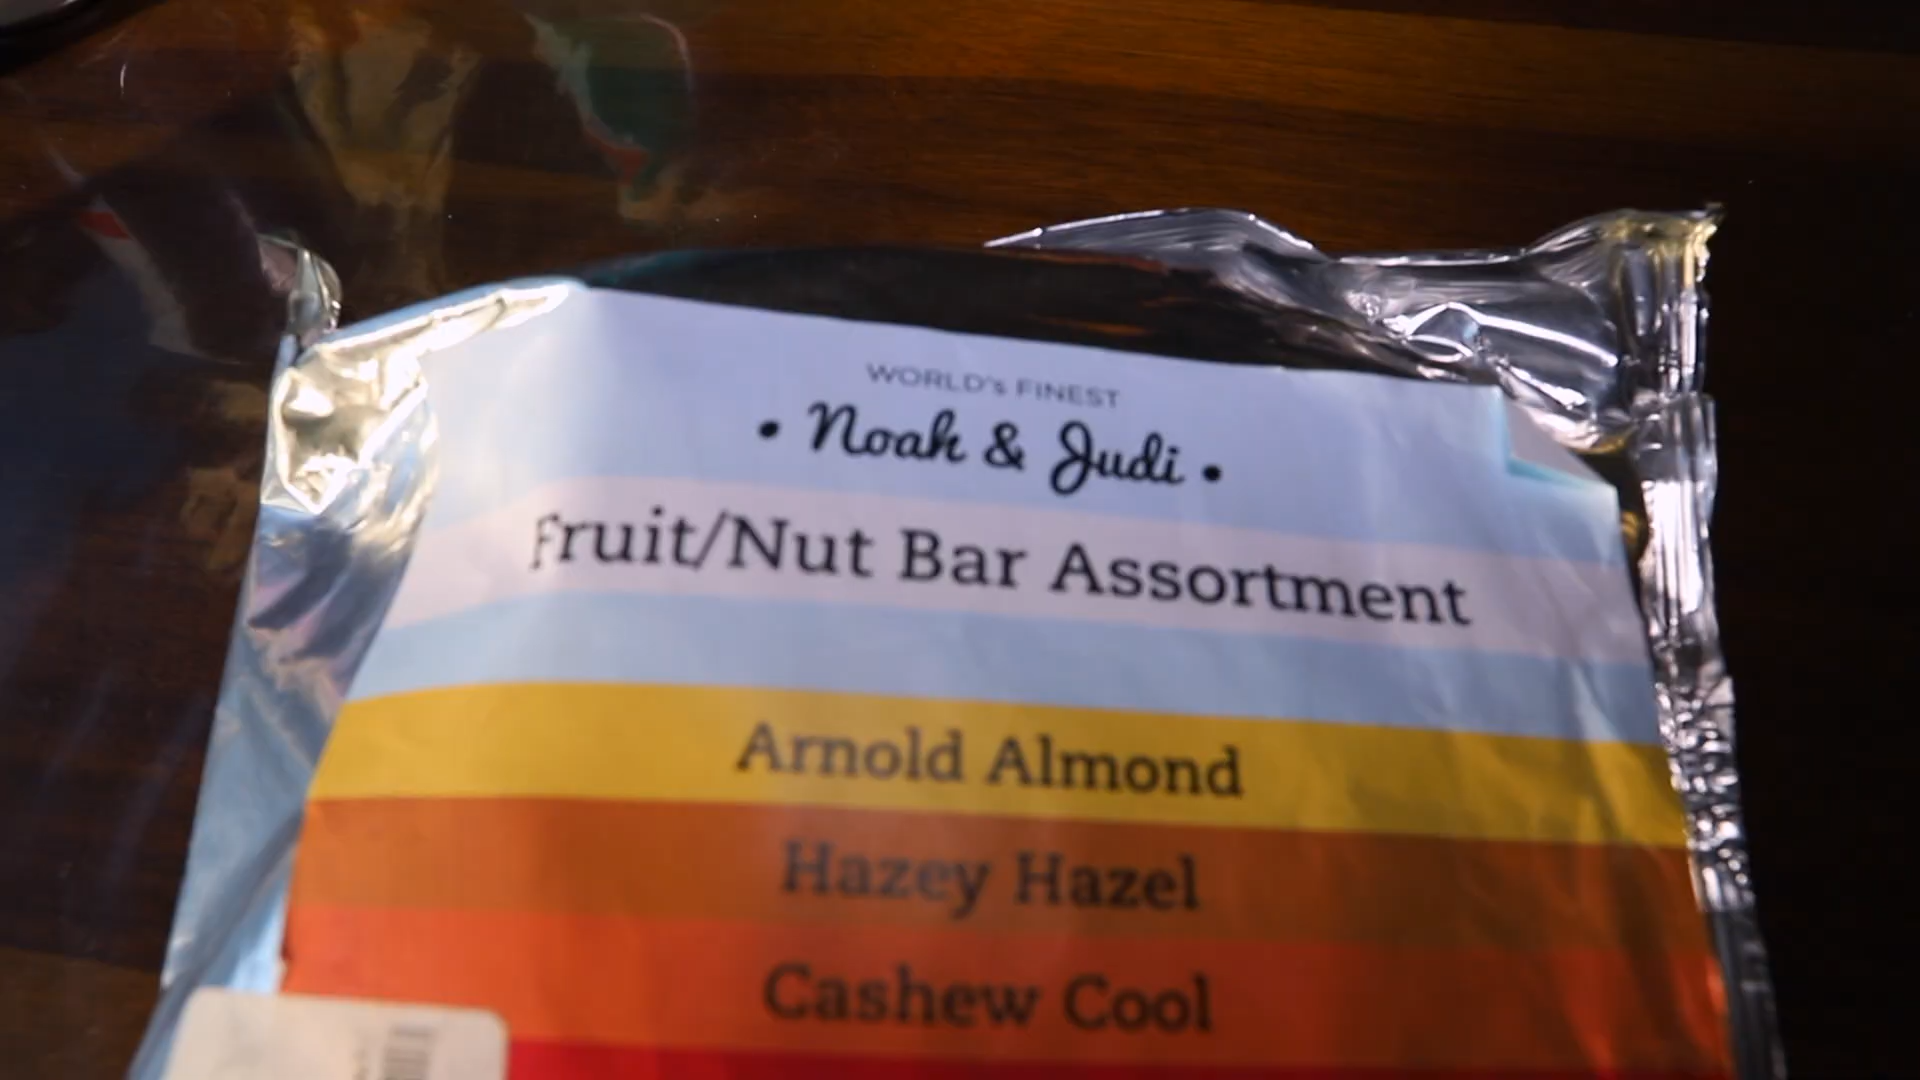 WORLD's FINEST
• Noah & Judi •
Fruit/Nut Bar Assortment
Arnold Almond
Hazey Hazel
Cashew Cool